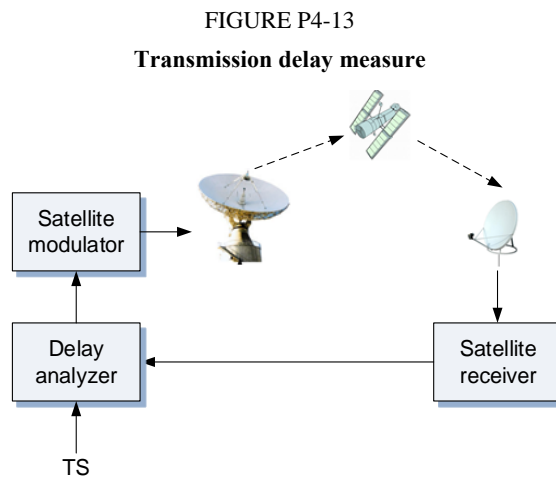 FIGURE P4-13
Transmission delay measure
Satellite
modulator
Delay
analyzer
Satellite
receiver
TS